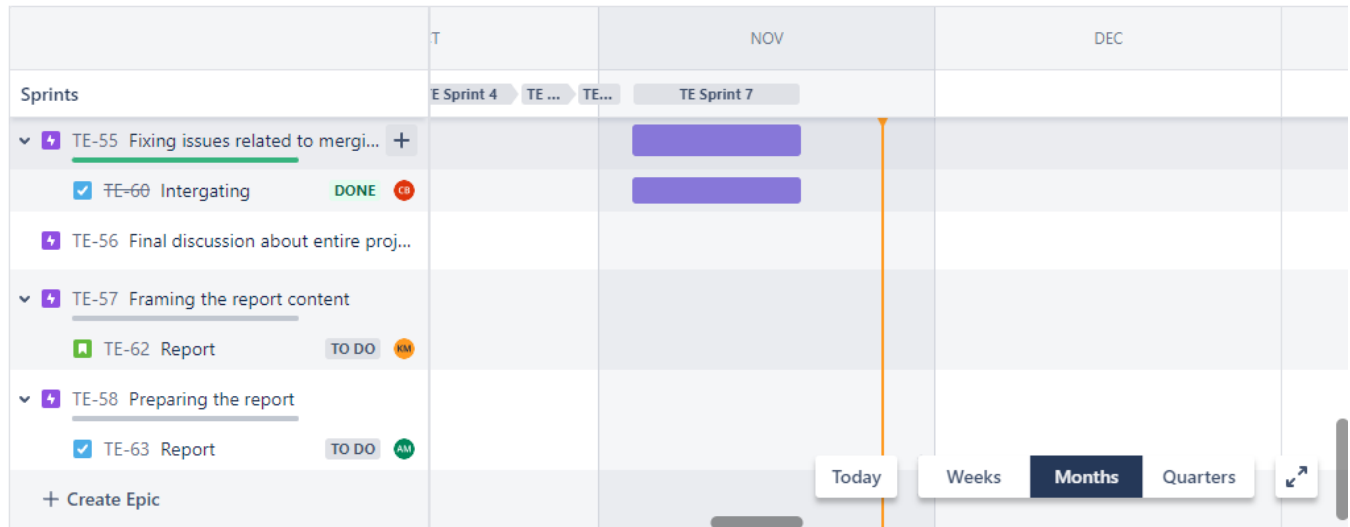 T NOV DEC
Sprints E Sprint 4 TE ... TE... TE Sprint 7
TE-55 Fixing issues related to mergi... +
TE-60 Intergating DONE CB
TE-56 Final discussion about entire proj...
TE-57 Framing the report content
TE-62 Report TO DO KM
TE-58 Preparing the report
TE-63 Report TO DO AM
Today Weeks Months Quarters
+ Create Epic